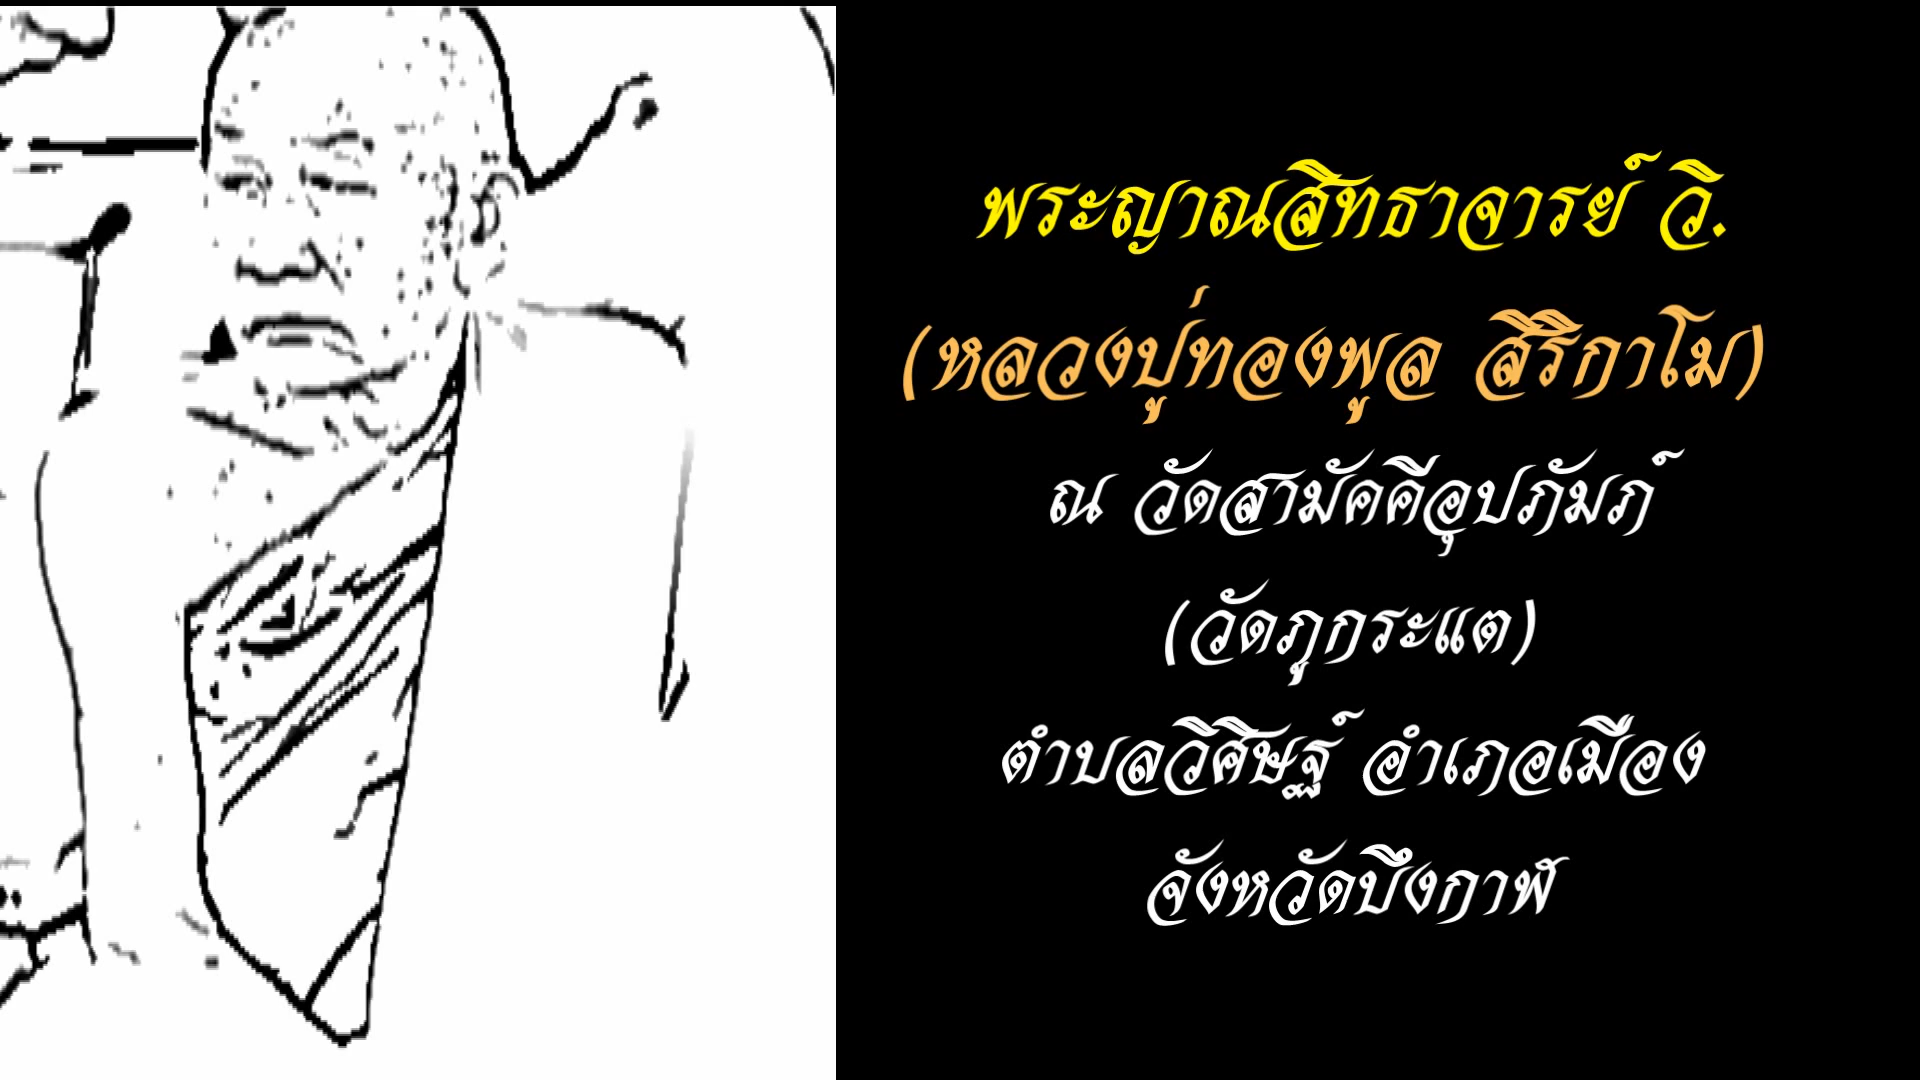 พระญาณสิทธาจารย์ วิ.
(หลวงปู่ทองพูล สิริกาโม)
ณ วัดสามัคคีอุปภัมภ์
(วัดภูกระแต)
ตำบลวิศิษฐ์ อำเภอเมือง
จังหวัดบึงกาฬ